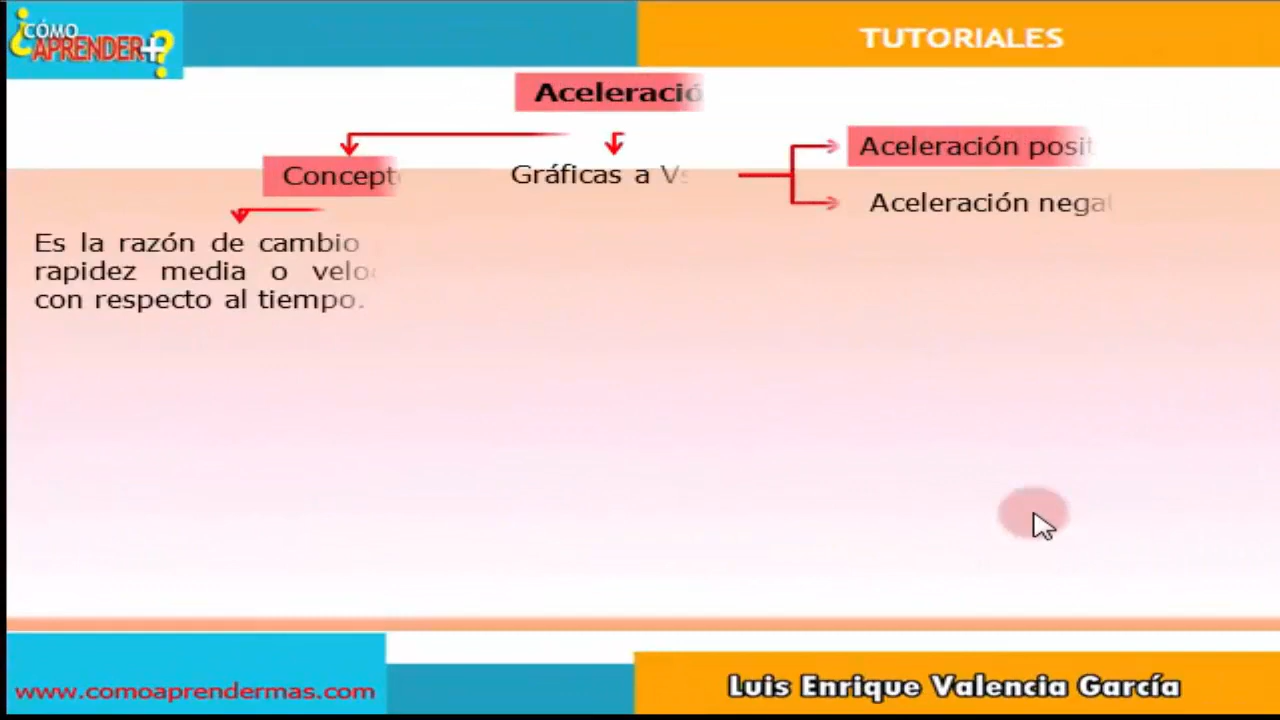 ¿CÓMO
APRENDER+?
TUTORIALES
Aceleració
Concept
Gráficas a Vs
Aceleración posit
Aceleración negat
Es la razón de cambio
rapidez media o velo
con respecto al tiempo.
www.comoaprendermas.com
Luis Enrique Valencia García